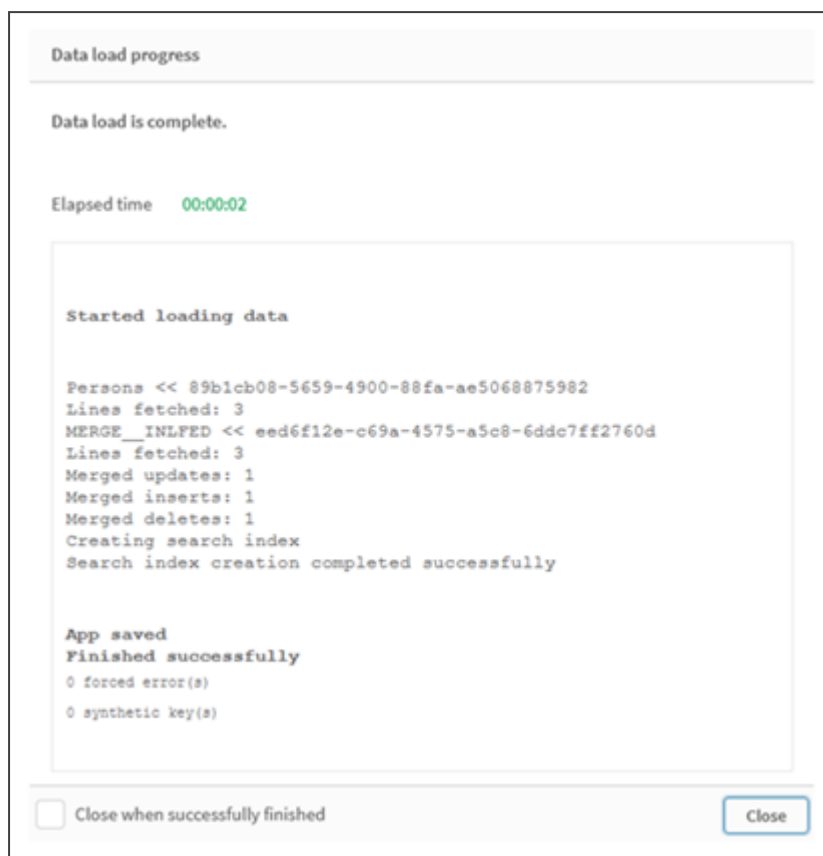 Data load progress
Data load is complete.
Elapsed time 00:00:02
Started loading data
Persons << 89b1cb08-5659-4900-88fa-ae5068875982
Lines fetched: 3
MERGE__INLFED << eed6f12e-c69a-4575-a5c8-6ddc7ff2760d
Lines fetched: 3
Merged updates: 1
Merged inserts: 1
Merged deletes: 1
Creating search index
Search index creation completed successfully
App saved
Finished successfully
0 forced error(s)
0 synthetic key(s)
Close when successfully finished Close